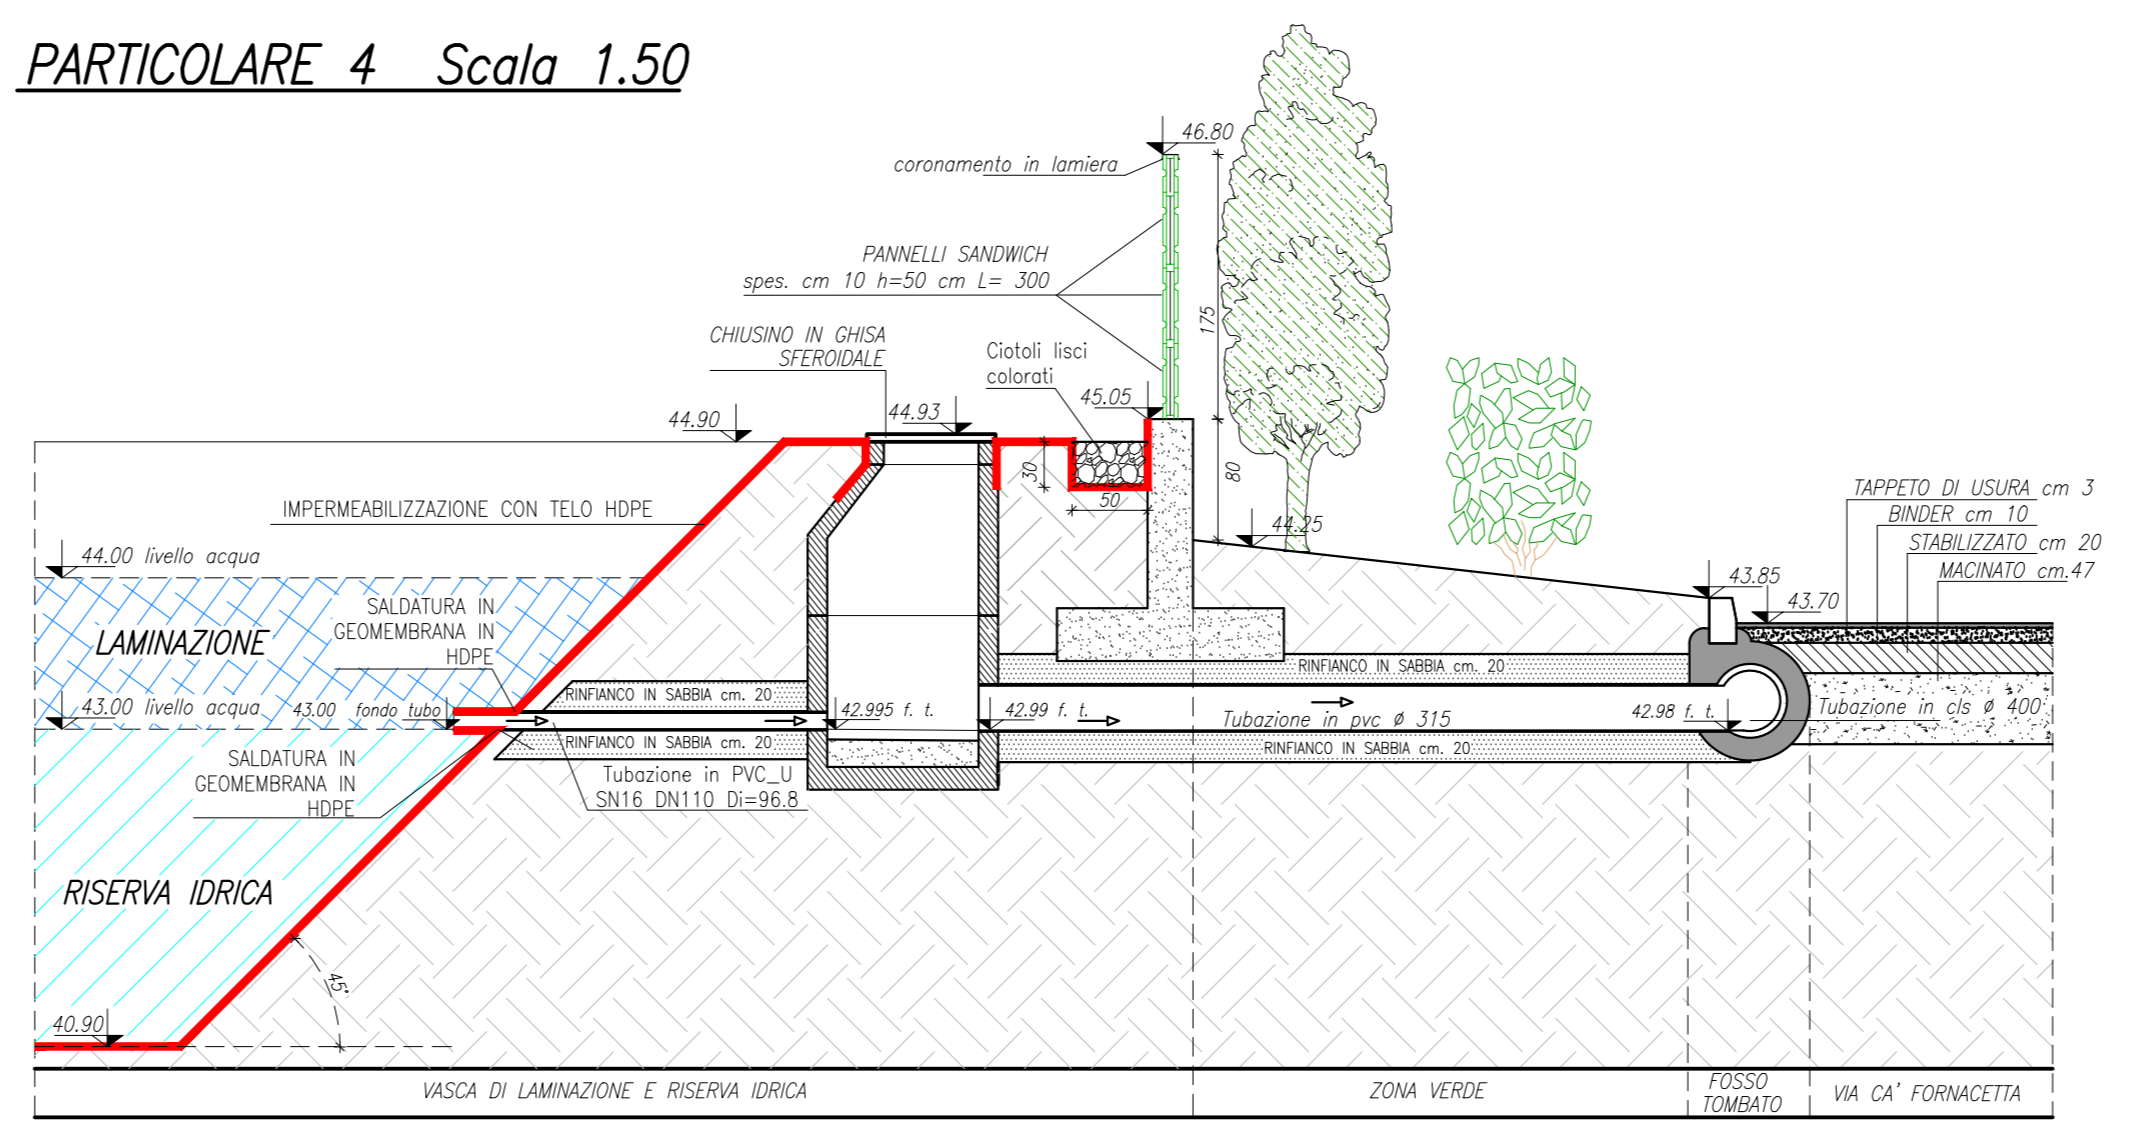 PARTICOLARE 4 Scala 1.50
46.80
coronamento in lamiera
PANNELLI SANDWICH
spes. cm 10 h=50 cm L= 300
175
CHIUSINO IN GHISA
SFEROIDALE
Ciotoli lisci
colorati
45.05
44.93
44.90
30
50
80
44.25
IMPERMEABILIZZAZIONE CON TELO HDPE
TAPPETO DI USURA cm 3
BINDER cm 10
STABILIZZATO cm 20
MACINATO cm.47
44.00 livello acqua
43.85
43.70
SALDATURA IN
GEOMEMBRANA IN
HDPE
LAMINAZIONE
RINFIANCO IN SABBIA cm. 20
RINFIANCO IN SABBIA cm. 20
43.00 livello acqua
43.00 fondo tubo
42.995 f. t.
42.99 f. t.
Tubazione in pvc Ø 315
42.98 f. t.
Tubazione in cls ø 400
RINFIANCO IN SABBIA cm. 20
RINFIANCO IN SABBIA cm. 20
SALDATURA IN
GEOMEMBRANA IN
HDPE
Tubazione in PVC_U
SN16 DN110 Di=96.8
RISERVA IDRICA
45°
40.90
VASCA DI LAMINAZIONE E RISERVA IDRICA
ZONA VERDE
FOSSO
TOMBATO
VIA CA' FORNACETTA